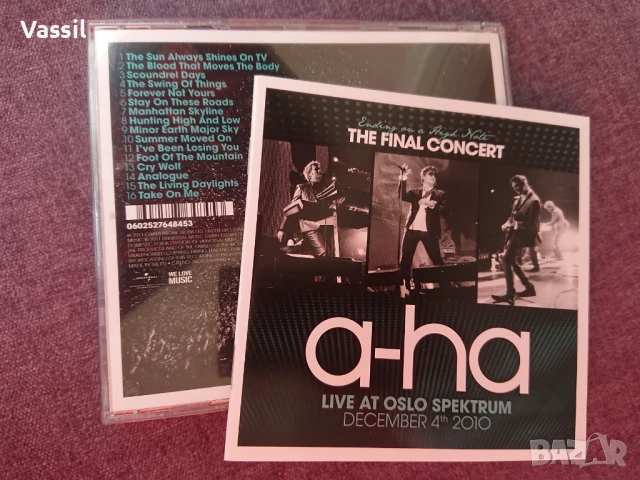 Vassil
1 The Sun Always Shines On TV
2 The Blood That Moves The Body
3 Scoundrel Days
4 The Swing Of Things
5 Forever Not Yours
6 Stay On These Roads
7 Manhattan Skyline
8 Hunting High and Low
9 Minor Earth Major Sky
10 Summer Moved On
11 I've Been Losing You
12 Foot Of The Mountain
13 Cry Wolf
14 Analogue
15 The Living Daylights
16 Take On Me
0602527648453
WE LOVE
MUSIC
Ending on a High Note
THE FINAL CONCERT
a-ha
LIVE AT OSLO SPEKTRUM
DECEMBER 4th 2010
BAZAR